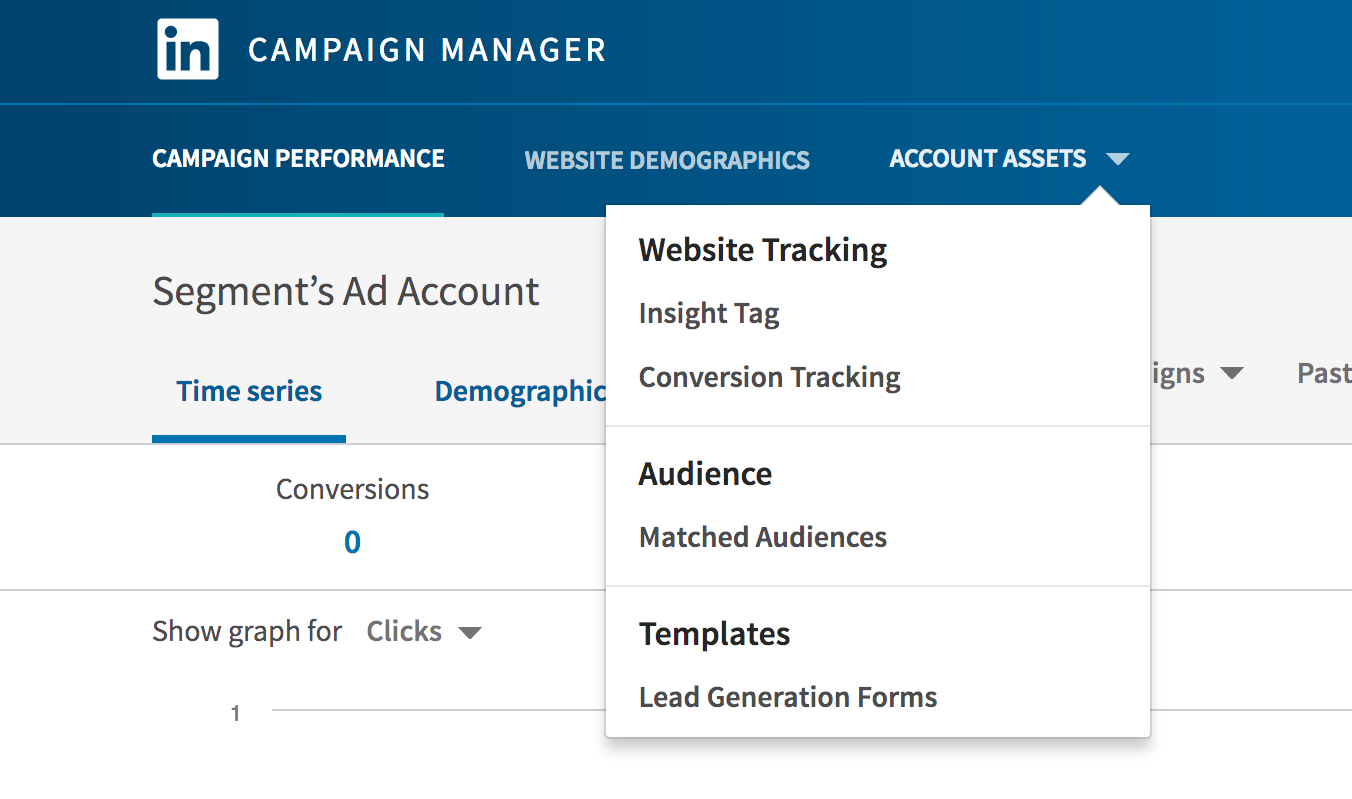 in CAMPAIGN MANAGER
CAMPAIGN PERFORMANCE WEBSITE DEMOGRAPHICS ACCOUNT ASSETS
Segment’s Ad Account
Time series Demographic
igns Past
Conversions
0
Show graph for Clicks
1
Website Tracking
Insight Tag
Conversion Tracking
Audience
Matched Audiences
Templates
Lead Generation Forms